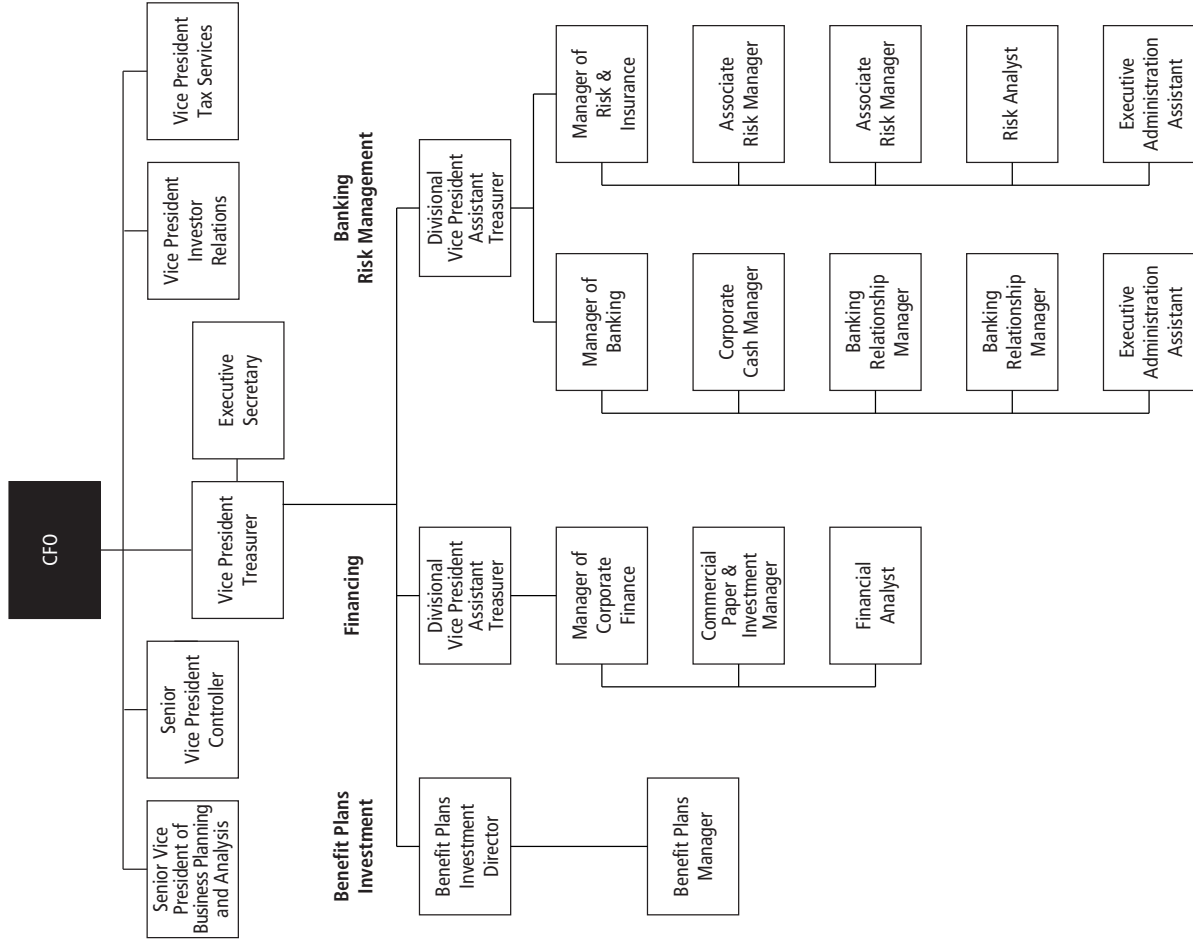 CFO
Senior Vice
President of
Business Planning
and Analysis
Senior
Vice President
Controller
Vice President
Treasurer
Executive
Secretary
Vice President
Investor
Relations
Vice President
Tax Services
Benefit Plans
Investment
Financing
Banking
Risk Management
Benefit Plans
Investment
Director
Benefit Plans
Manager
Divisional
Vice President
Assistant
Treasurer
Manager of
Corporate
Finance
Commercial
Paper &
Investment
Manager
Financial
Analyst
Divisional
Vice President
Assistant
Treasurer
Manager of
Banking
Corporate
Cash Manager
Banking
Relationship
Manager
Banking
Relationship
Manager
Executive
Administration
Assistant
Manager of
Risk &
Insurance
Associate
Risk Manager
Associate
Risk Manager
Risk Analyst
Executive
Administration
Assistant